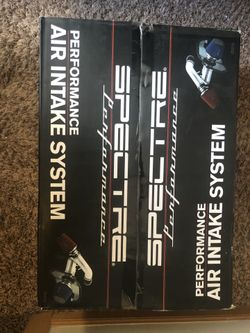 PERFORMANCE
AIR INTAKE SYSTEM
SPECTRE®
Performance
SPECTRE®
Performance
PERFORMANCE
AIR INTAKE SYSTEM